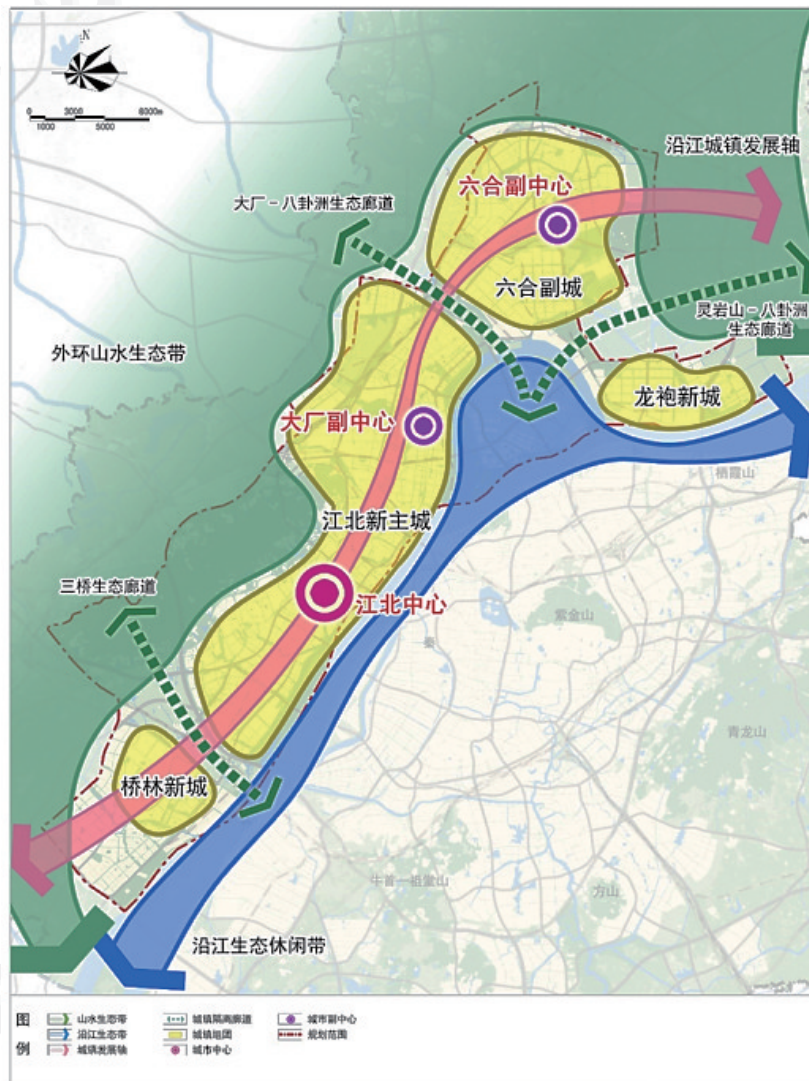 N
0 3000 6000m
1000 5000
沿江城镇发展轴
六合副中心
大厂-八卦洲生态廊道
六合副城
灵岩山-八卦洲
生态廊道
外环山水生态带
龙袍新城
大厂副中心
栖霞山
江北新主城
三桥生态廊道
江北中心
紫金山
秦
青龙山
桥林新城
牛首一祖堂山
方山
沿江生态休闲带
图例
山水生态带
城镇隔离廊道
城市副中心
沿江生态带
城镇组团
规划范围
城镇发展轴
城市中心